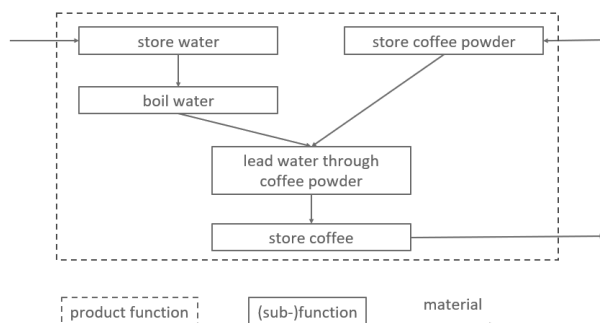 store water
store coffee powder
boil water
lead water through
coffee powder
store coffee
product function
(sub-)function
material